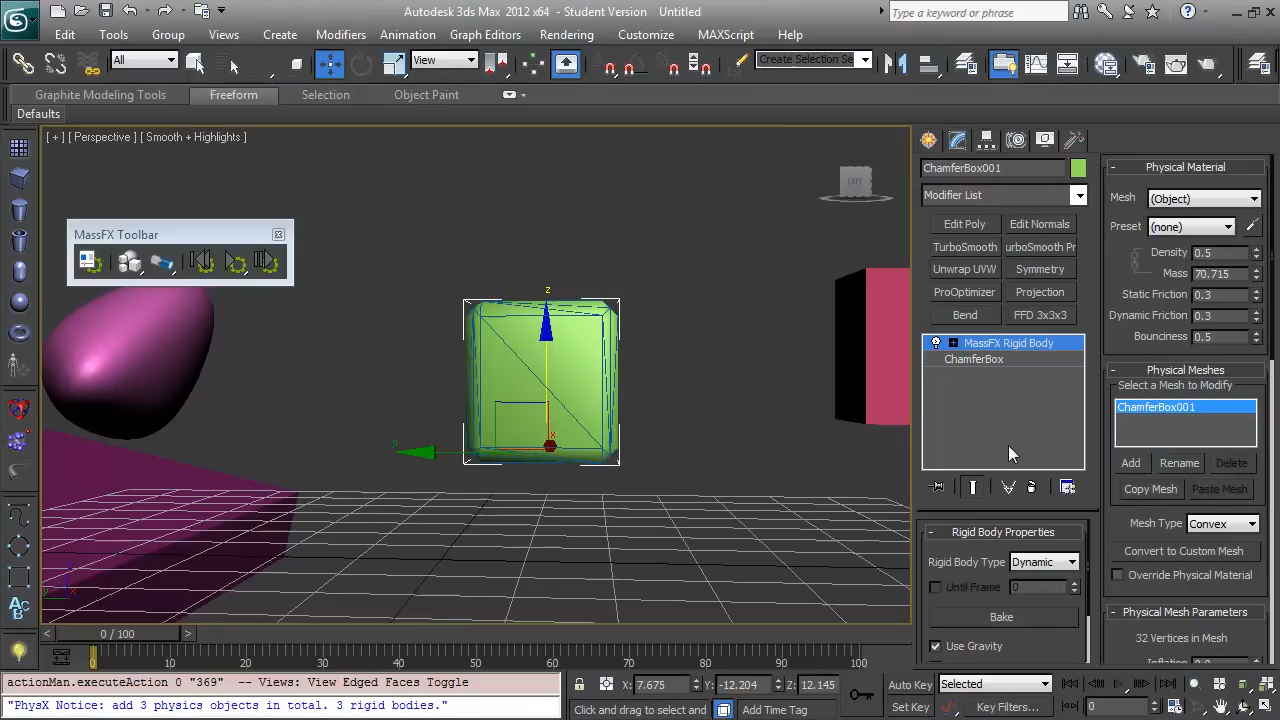 Autodesk 3ds Max 2012 x64 - Student Version Untitled
Type a keyword or phrase
Edit Tools Group Views Create Modifiers Animation Graph Editors Rendering Customize MAXScript Help
All
View
Create Selection Se
Graphite Modeling Tools Freeform Selection Object Paint
Defaults
[ + ] [ Perspective ] [ Smooth + Highlights ]
MassFX Toolbar
z
y
x
ChamferBox001
Modifier List
Edit Poly Edit Normals
TurboSmooth urboSmooth Pr
Unwrap UVW Symmetry
ProOptimizer Projection
Bend FFD 3x3x3
MassFX Rigid Body
ChamferBox
Rigid Body Properties
Rigid Body Type Dynamic
Until Frame 0
Bake
Use Gravity
Physical Material
Mesh (Object)
Preset (none)
Density 0.5
Mass 70.715
Static Friction 0.3
Dynamic Friction 0.3
Bounciness 0.5
Physical Meshes
Select a Mesh to Modify
ChamferBox001
Add Rename Delete
Copy Mesh Paste Mesh
Mesh Type Convex
Convert to Custom Mesh
Override Physical Material
Physical Mesh Parameters
32 Vertices in Mesh
0 / 100
0 10 20 30 40 50 60 70 80 90 100
actionMan.executeAction 0 "369" -- Views: View Edged Faces Toggle
"PhysX Notice: add 3 physics objects in total. 3 rigid bodies."
X: 7.675 Y: -12.204 Z: 12.145
Click and drag to select and
Add Time Tag
Auto Key Selected
Set Key Key Filters...
0